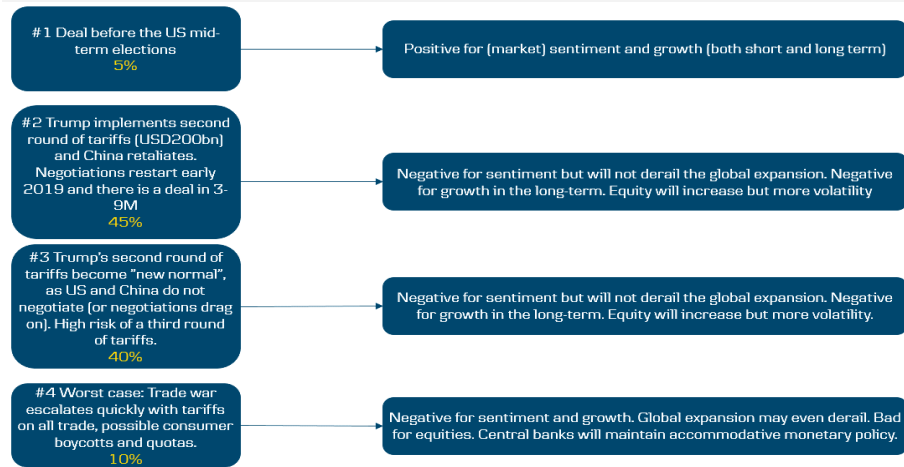 #1 Deal before the US mid-
term elections
5%
Positive for (market) sentiment and growth (both short and long term)
#2 Trump implements second
round of tariffs (USD200bn)
and China retaliates.
Negotiations restart early
2019 and there is a deal in 3-
9M
45%
Negative for sentiment but will not derail the global expansion. Negative
for growth in the long-term. Equity will increase but more volatility
#3 Trump's second round of
tariffs become "new normal",
as US and China do not
negotiate (or negotiations drag
on). High risk of a third round
of tariffs.
40%
Negative for sentiment but will not derail the global expansion. Negative
for growth in the long-term. Equity will increase but more volatility.
#4 Worst case: Trade war
escalates quickly with tariffs
on all trade, possible consumer
boycotts and quotas.
10%
Negative for sentiment and growth. Global expansion may even derail. Bad
for equities. Central banks will maintain accommodative monetary policy.